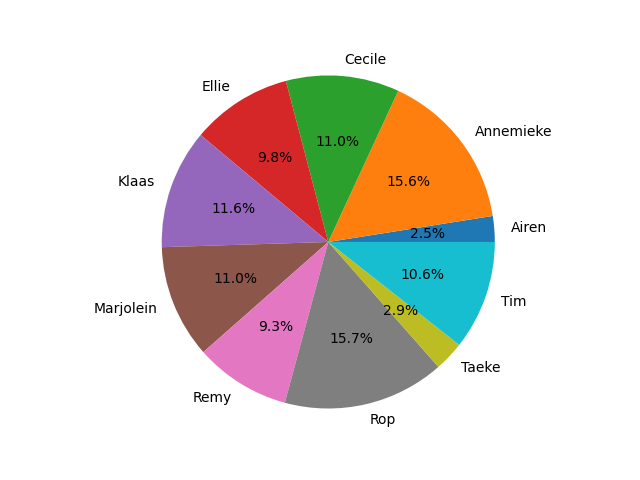 Cecile
Ellie
Annemieke
11.0%
9.8%
15.6%
Klaas
11.6%
Airen
2.5%
11.0%
10.6%
Marjolein
Tim
2.9%
9.3%
15.7%
Taeke
Remy
Rop